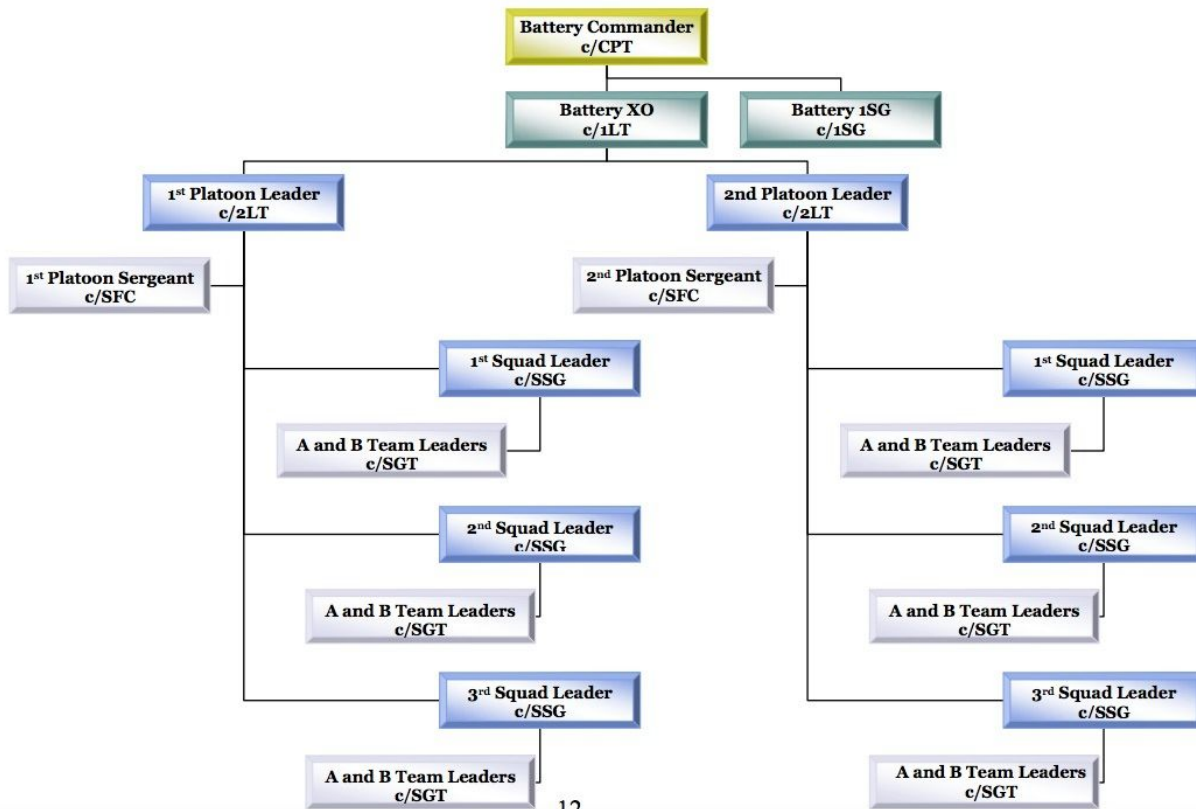 Battery Commander
c/CPT
Battery XO
c/1LT
Battery 1SG
c/1SG
1st Platoon Leader
c/2LT
2nd Platoon Leader
c/2LT
1st Platoon Sergeant
c/SFC
2nd Platoon Sergeant
c/SFC
1st Squad Leader
c/SSG
1st Squad Leader
c/SSG
A and B Team Leaders
c/SGT
A and B Team Leaders
c/SGT
2nd Squad Leader
c/SSG
2nd Squad Leader
c/SSG
A and B Team Leaders
c/SGT
A and B Team Leaders
c/SGT
3rd Squad Leader
c/SSG
3rd Squad Leader
c/SSG
A and B Team Leaders
c/SGT
A and B Team Leaders
c/SGT
12